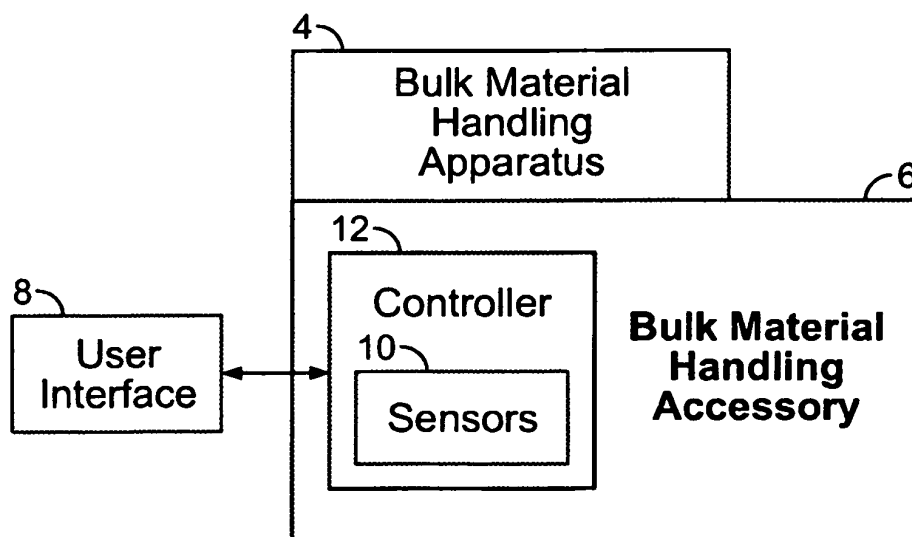 4
Bulk Material
Handling
Apparatus
6
12
Controller
8
User
Interface
10
Sensors
Bulk Material
Handling
Accessory